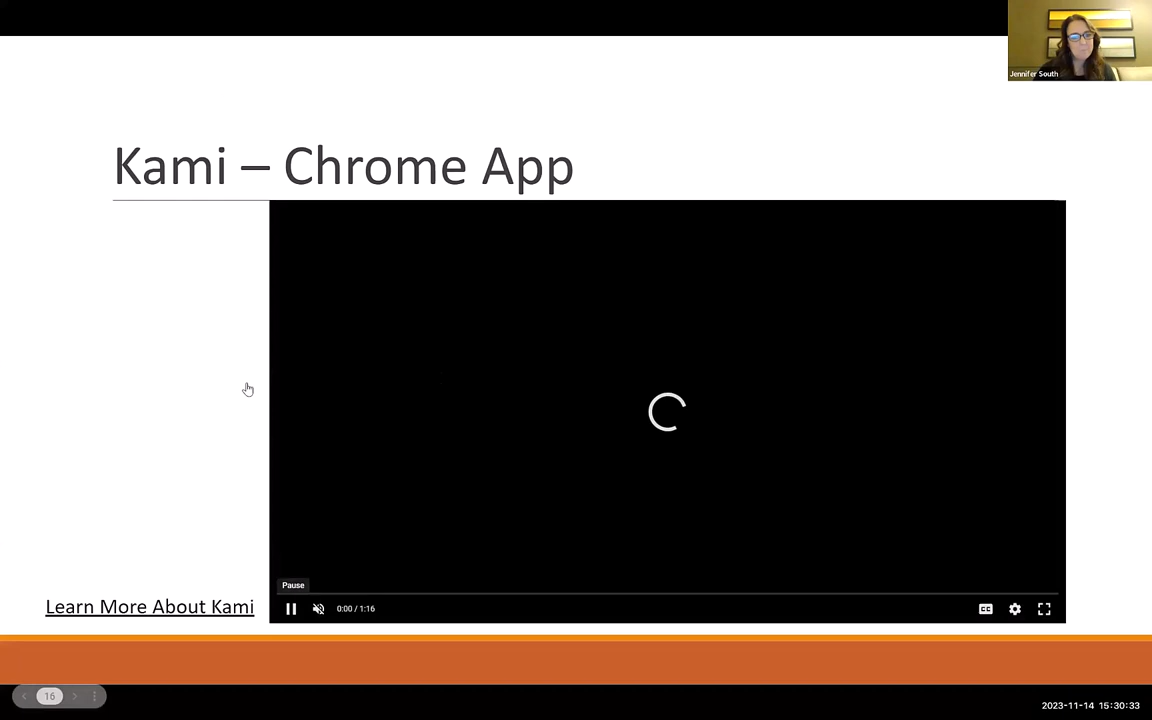 Jennifer South
Kami – Chrome App
Pause
0:00 / 1:16
CC
Learn More About Kami
16
2023-11-14 15:30:33